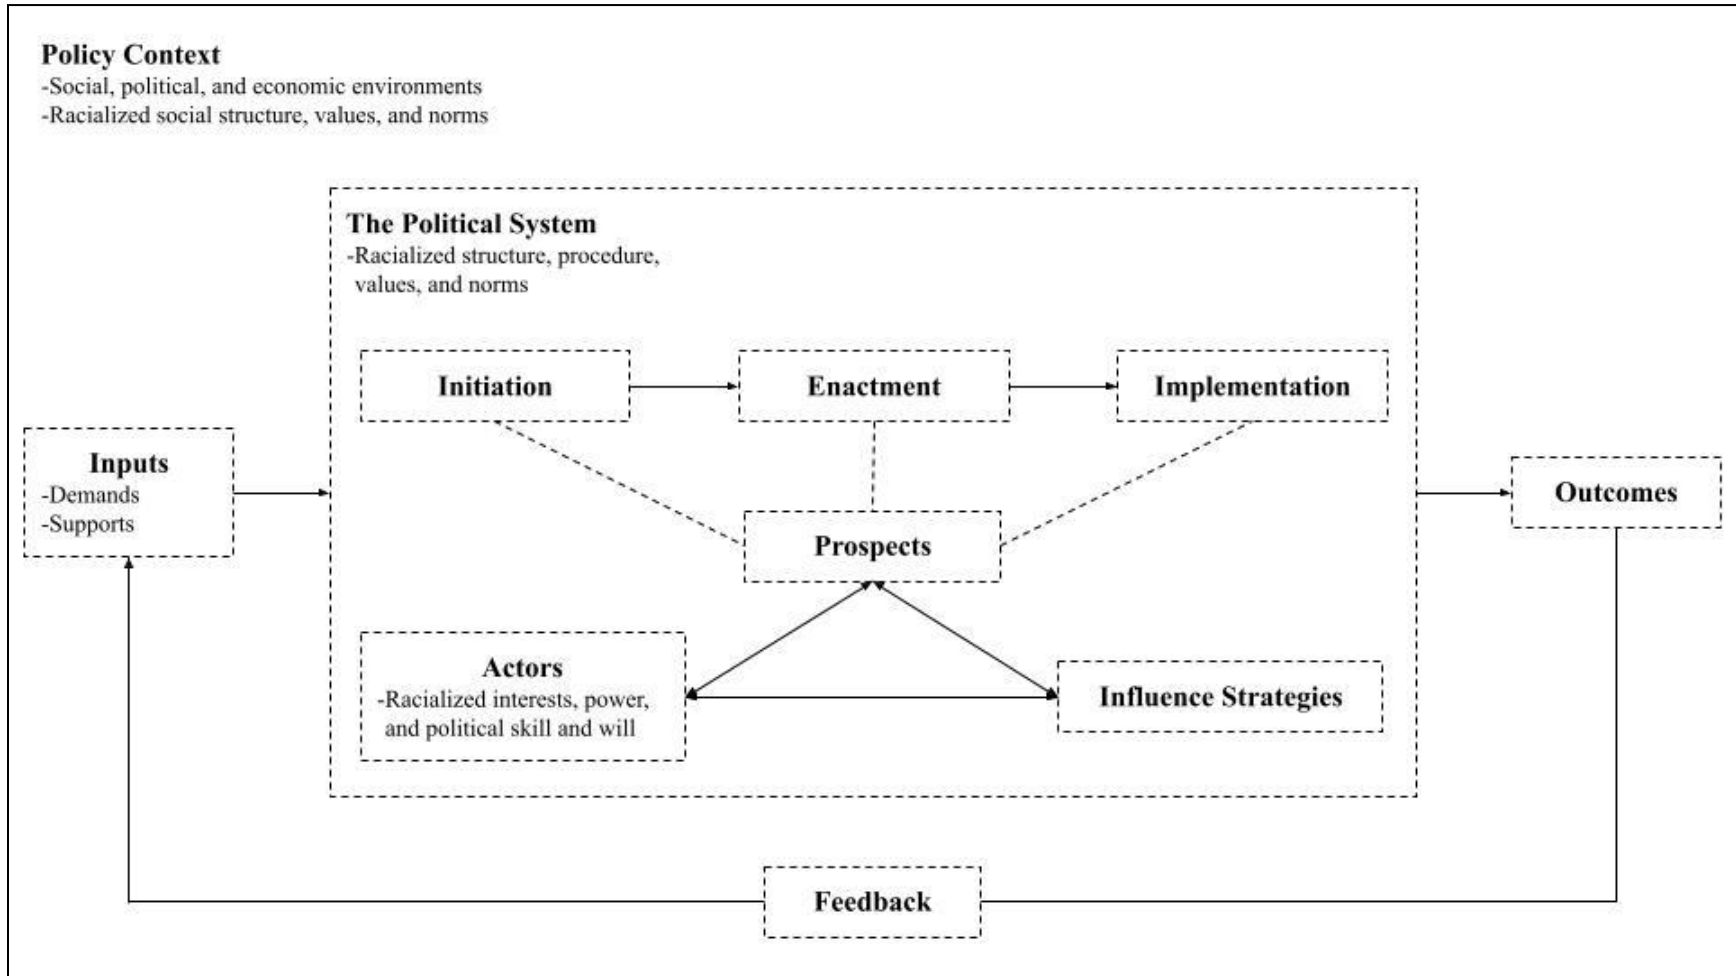 Policy Context
-Social, political, and economic environments
-Racialized social structure, values, and norms
The Political System
-Racialized structure, procedure,
values, and norms
Initiation
Enactment
Implementation
Inputs
-Demands
-Supports
Outcomes
Prospects
Actors
-Racialized interests, power,
and political skill and will
Influence Strategies
Feedback